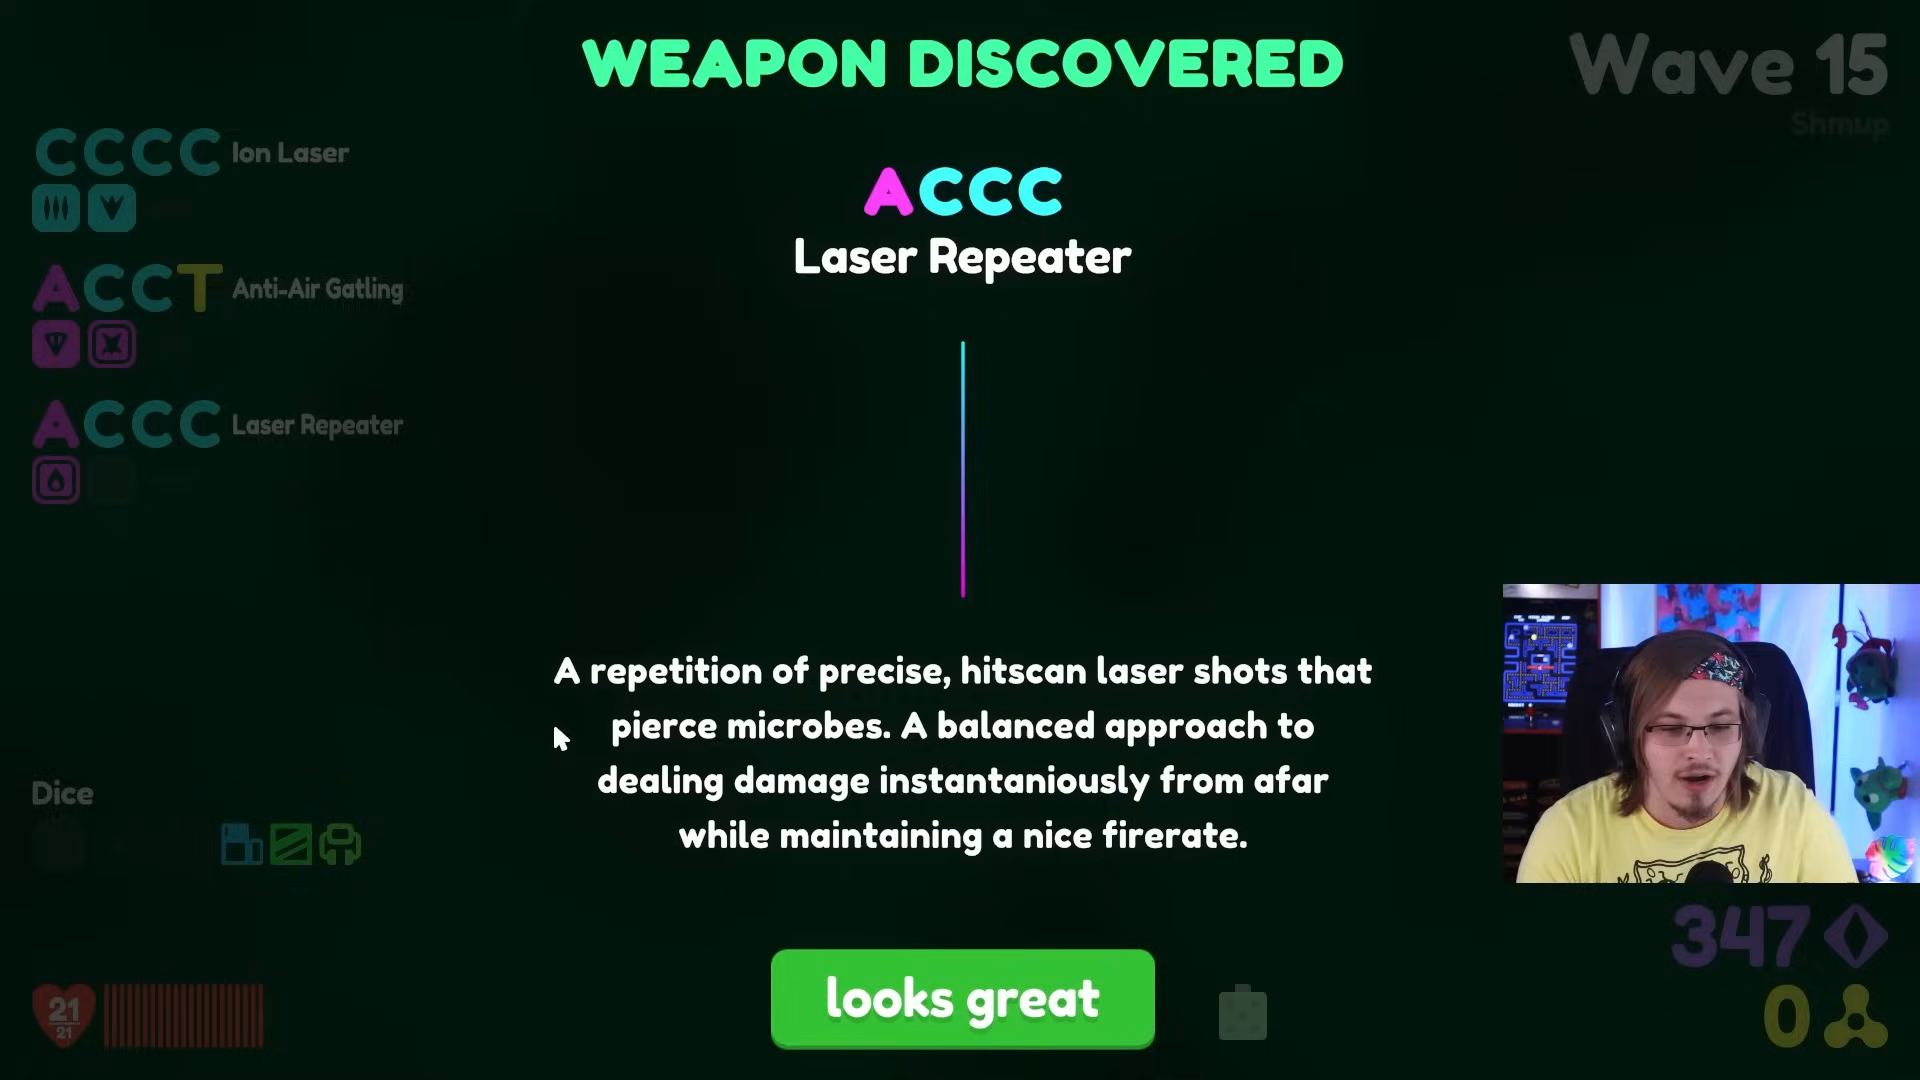 WEAPON DISCOVERED
Wave 15
Shmup
CCCC Ion Laser
ACCT Anti-Air Gatling
ACCC Laser Repeater
ACCC
Laser Repeater
A repetition of precise, hitscan laser shots that
pierce microbes. A balanced approach to
dealing damage instantaniously from afar
while maintaining a nice firerate.
Dice
21
21
looks great
347
0